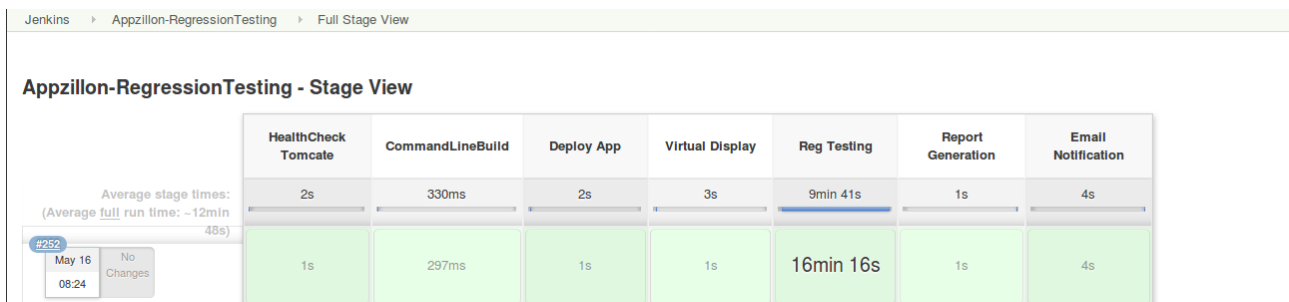 Jenkins Appzillon-RegressionTesting Full Stage View
Appzillon-RegressionTesting - Stage View
HealthCheck Tomcate CommandLineBuild Deploy App Virtual Display Reg Testing Report Generation Email Notification
Average stage times: 2s 330ms 2s 3s 9min 41s 1s 4s
(Average full run time: ~12min
48s)
#252
May 16 No Changes 1s 297ms 1s 1s 16min 16s 1s 4s
08:24